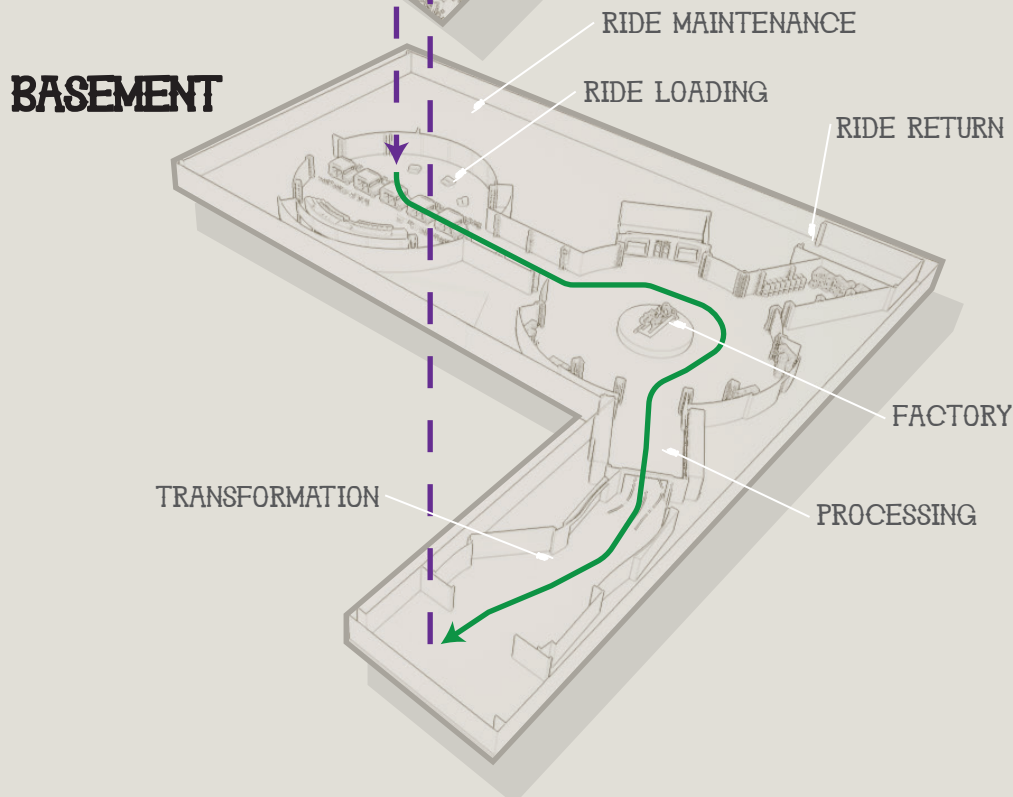 RIDE MAINTENANCE
BASEMENT
RIDE LOADING
RIDE RETURN
FACTORY
TRANSFORMATION
PROCESSING